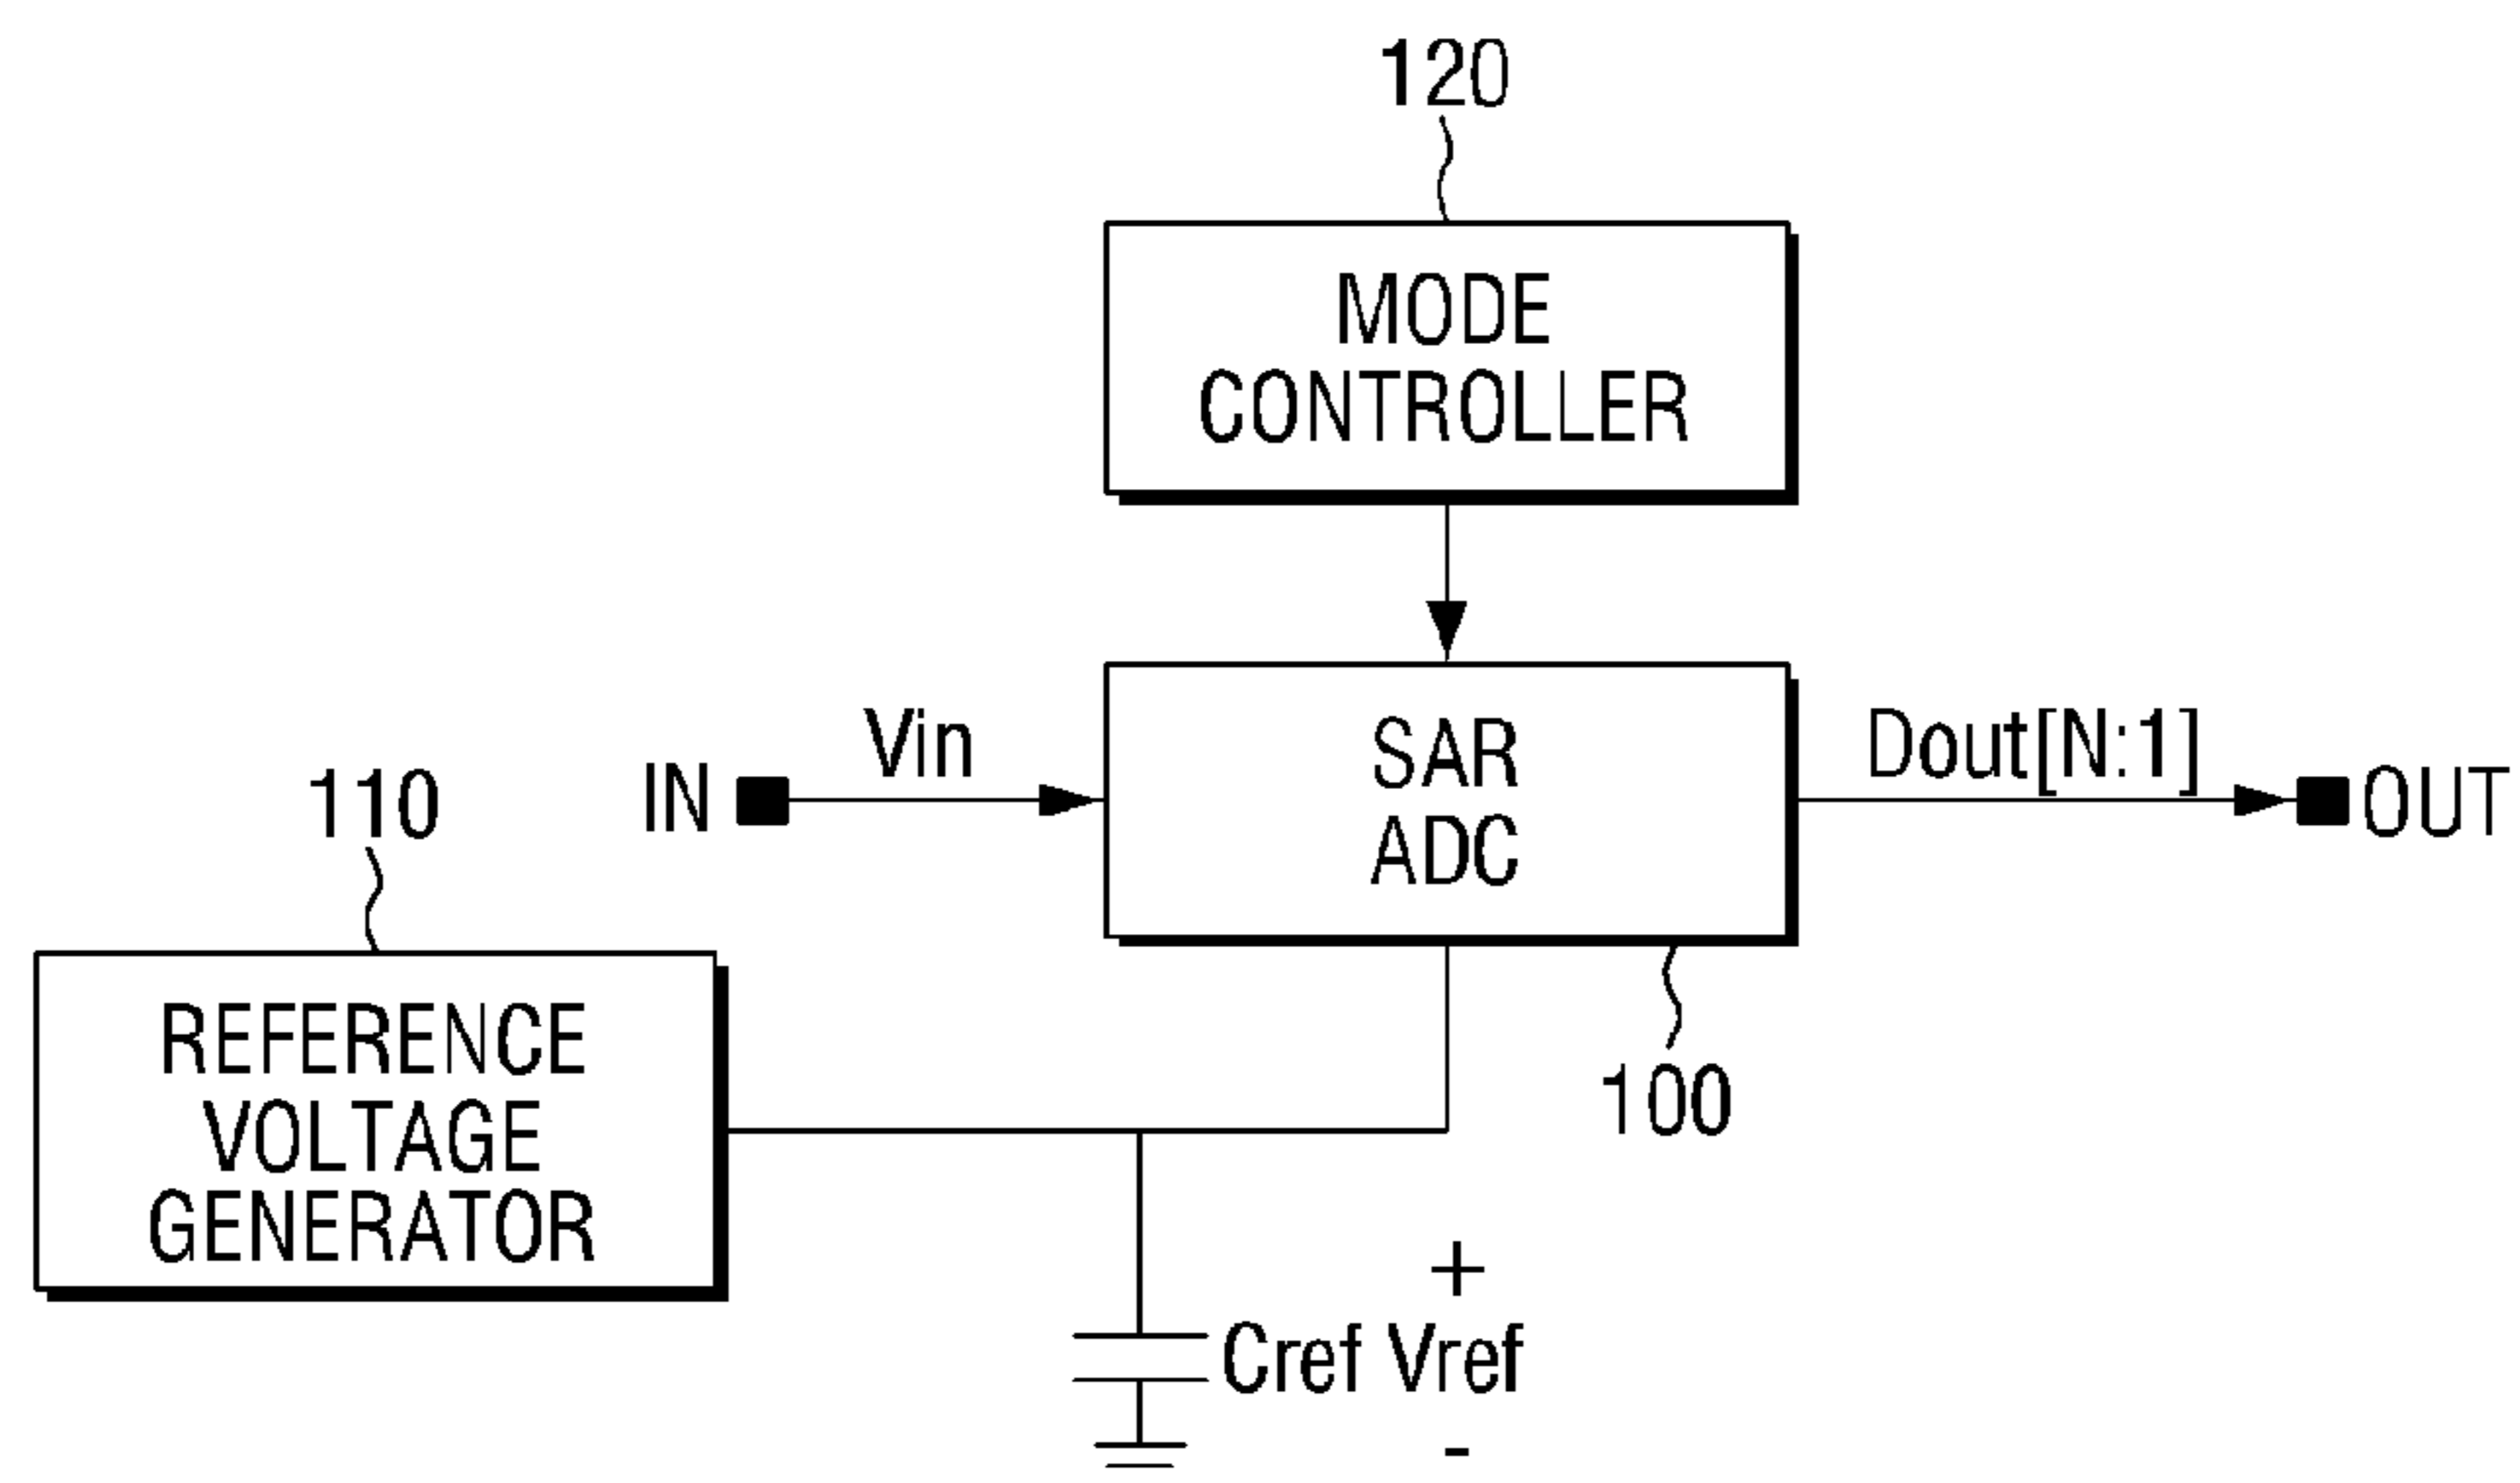 120
MODE
CONTROLLER
Vin
Dout[N:1]
IN
SAR
ADC
OUT
110
REFERENCE
VOLTAGE
GENERATOR
100
+
Cref Vref
-